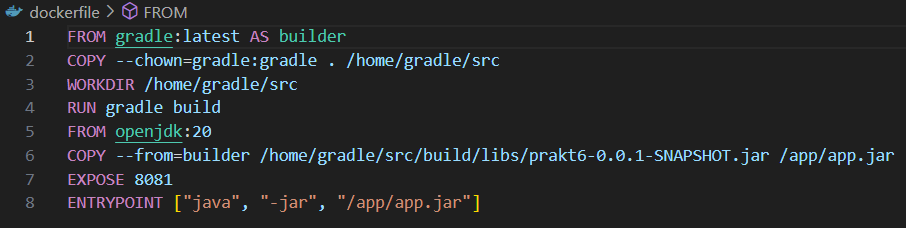 dockerfile > FROM
1 FROM gradle:latest AS builder
2 COPY --chown=gradle:gradle . /home/gradle/src
3 WORKDIR /home/gradle/src
4 RUN gradle build
5 FROM openjdk:20
6 COPY --from=builder /home/gradle/src/build/libs/prakt6-0.0.1-SNAPSHOT.jar /app/app.jar
7 EXPOSE 8081
8 ENTRYPOINT ["java", "-jar", "/app/app.jar"]